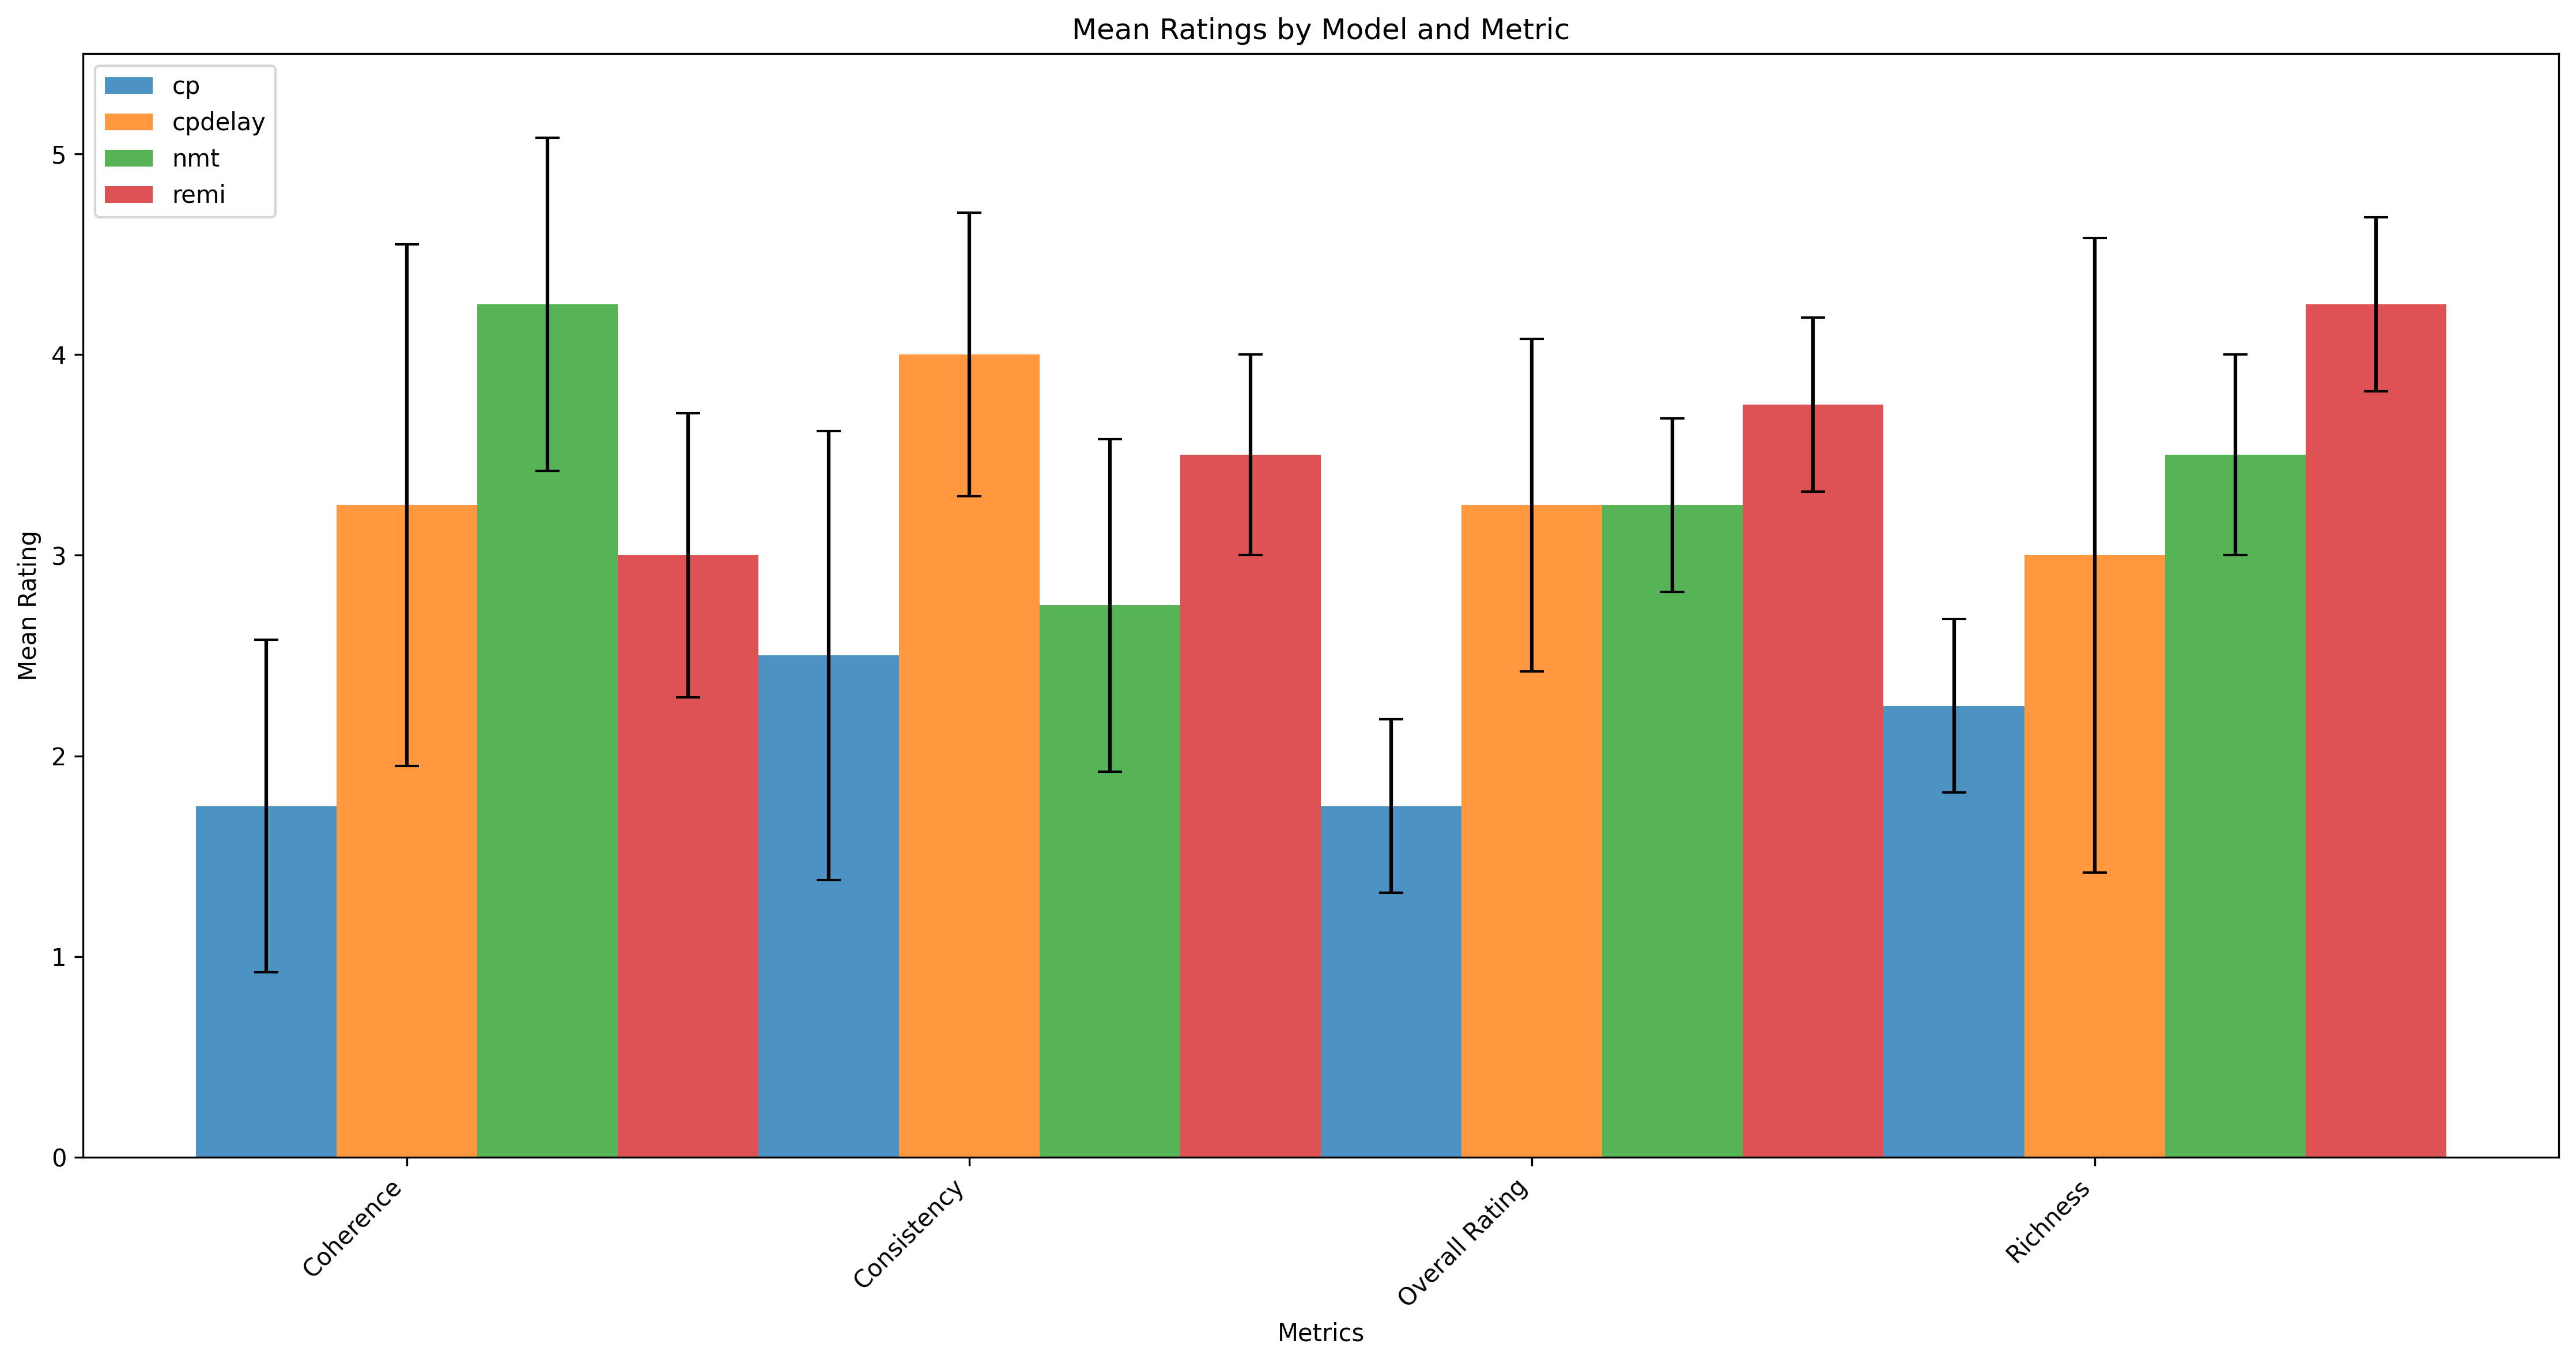 Mean Ratings by Model and Metric
cp
cpdelay
nmt
remi
5
4
3
2
1
0
Mean Rating
Coherence
Consistency
Overall Rating
Richness
Metrics